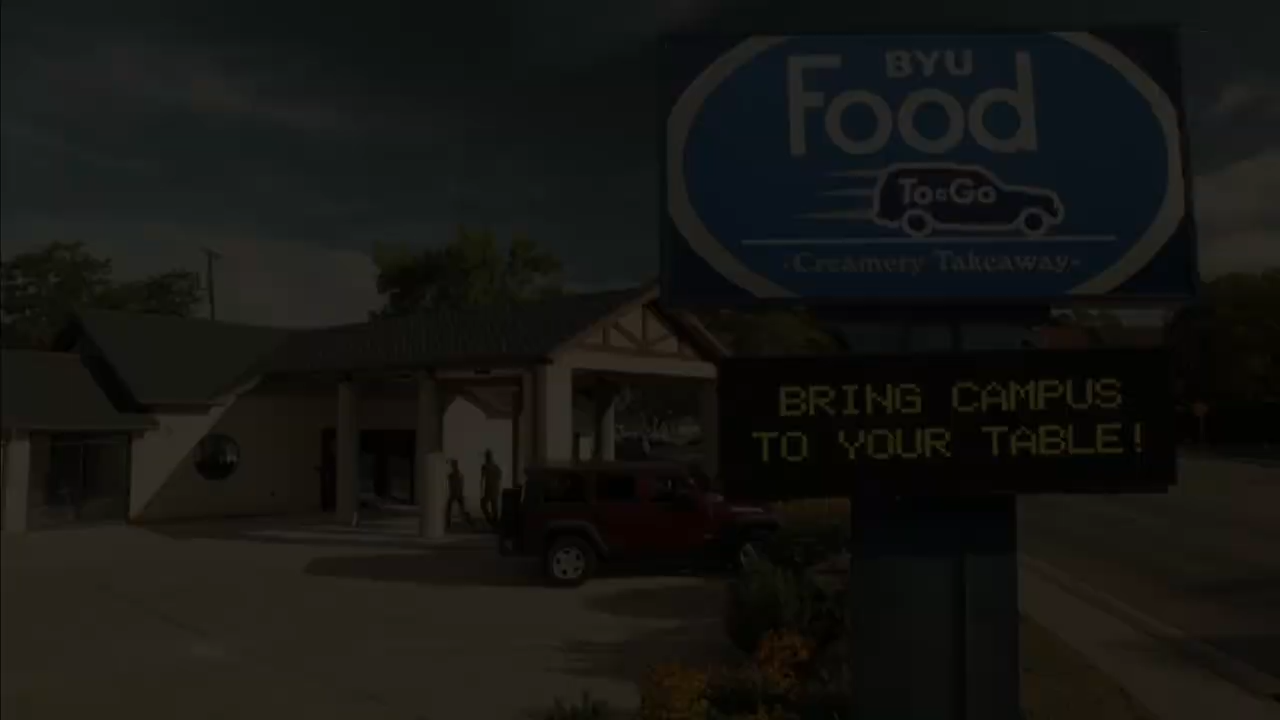 BYU
Food
To Go
-Creamery Takeaway-
BRING CAMPUS
TO YOUR TABLE!